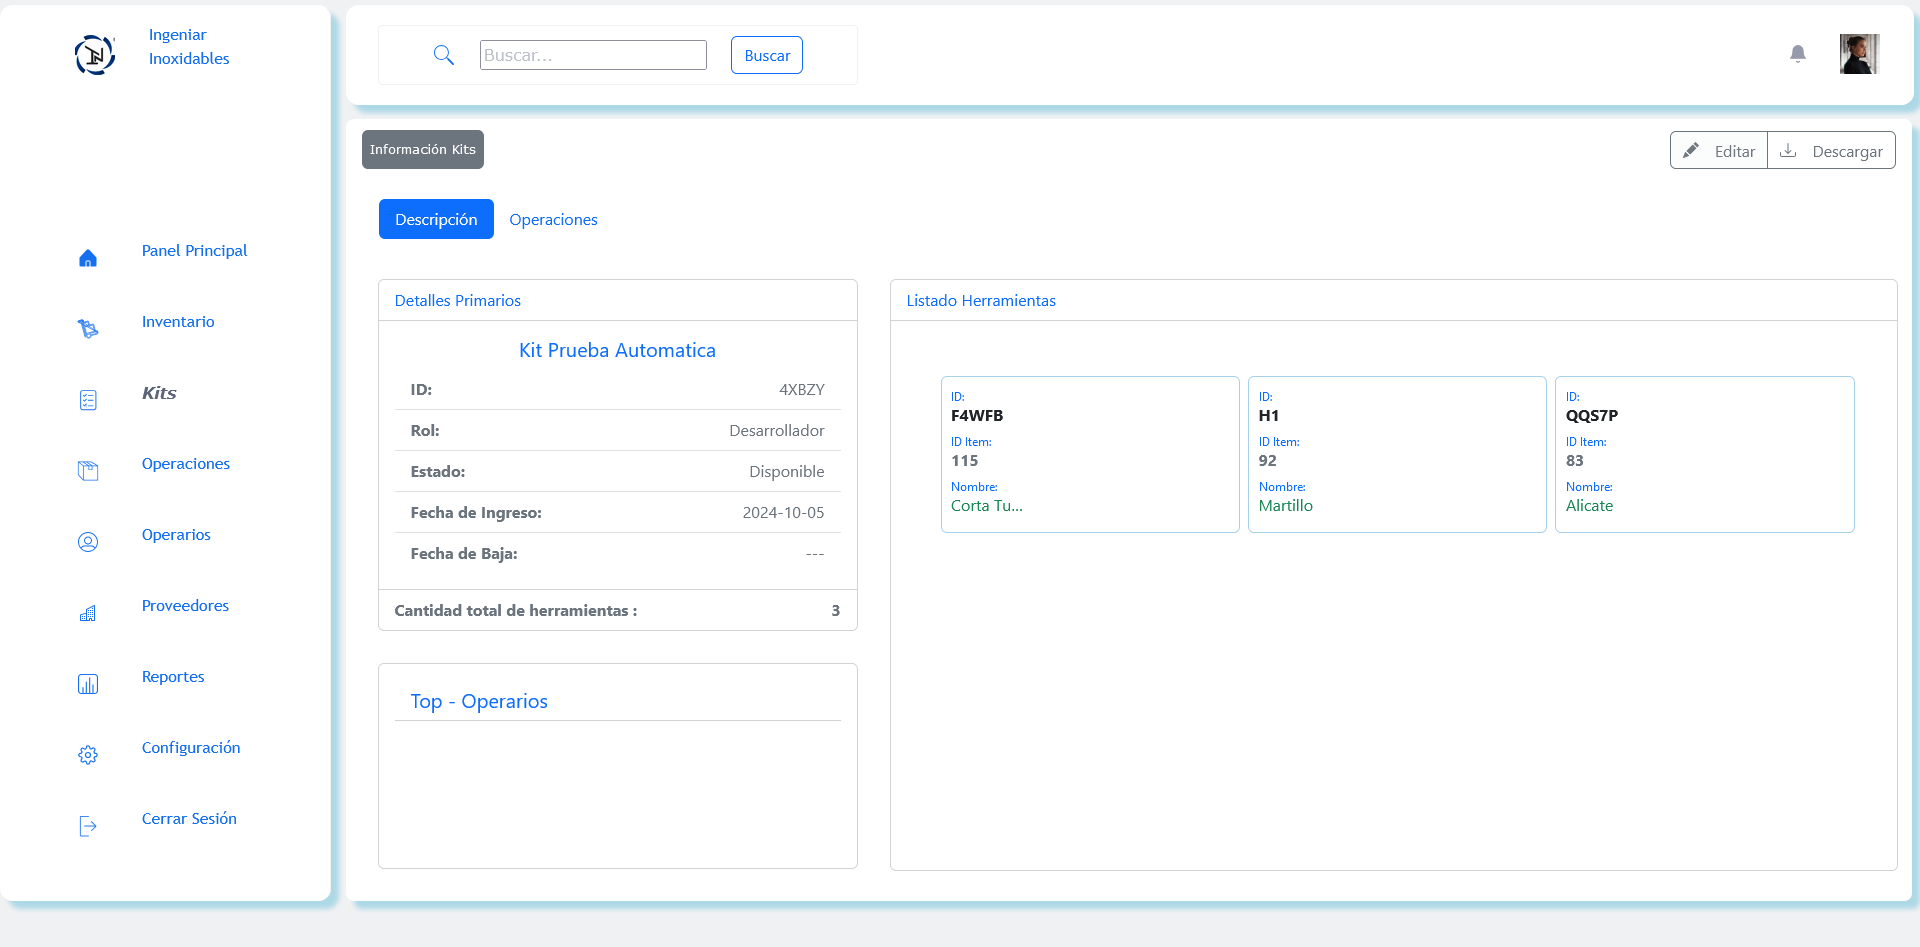 Ingeniar
Inoxidables
Panel Principal
Inventario
Kits
Operaciones
Operarios
Proveedores
Reportes
Configuración
Cerrar Sesión
Buscar...
Buscar
Información Kits
Editar
Descargar
Descripción
Operaciones
Detalles Primarios
Kit Prueba Automatica
ID: 4XBZY
Rol: Desarrollador
Estado: Disponible
Fecha de Ingreso: 2024-10-05
Fecha de Baja: ---
Cantidad total de herramientas : 3
Top - Operarios
Listado Herramientas
ID:
F4WFB
ID Item:
115
Nombre:
Corta Tu...
ID:
H1
ID Item:
92
Nombre:
Martillo
ID:
QQS7P
ID Item:
83
Nombre:
Alicate